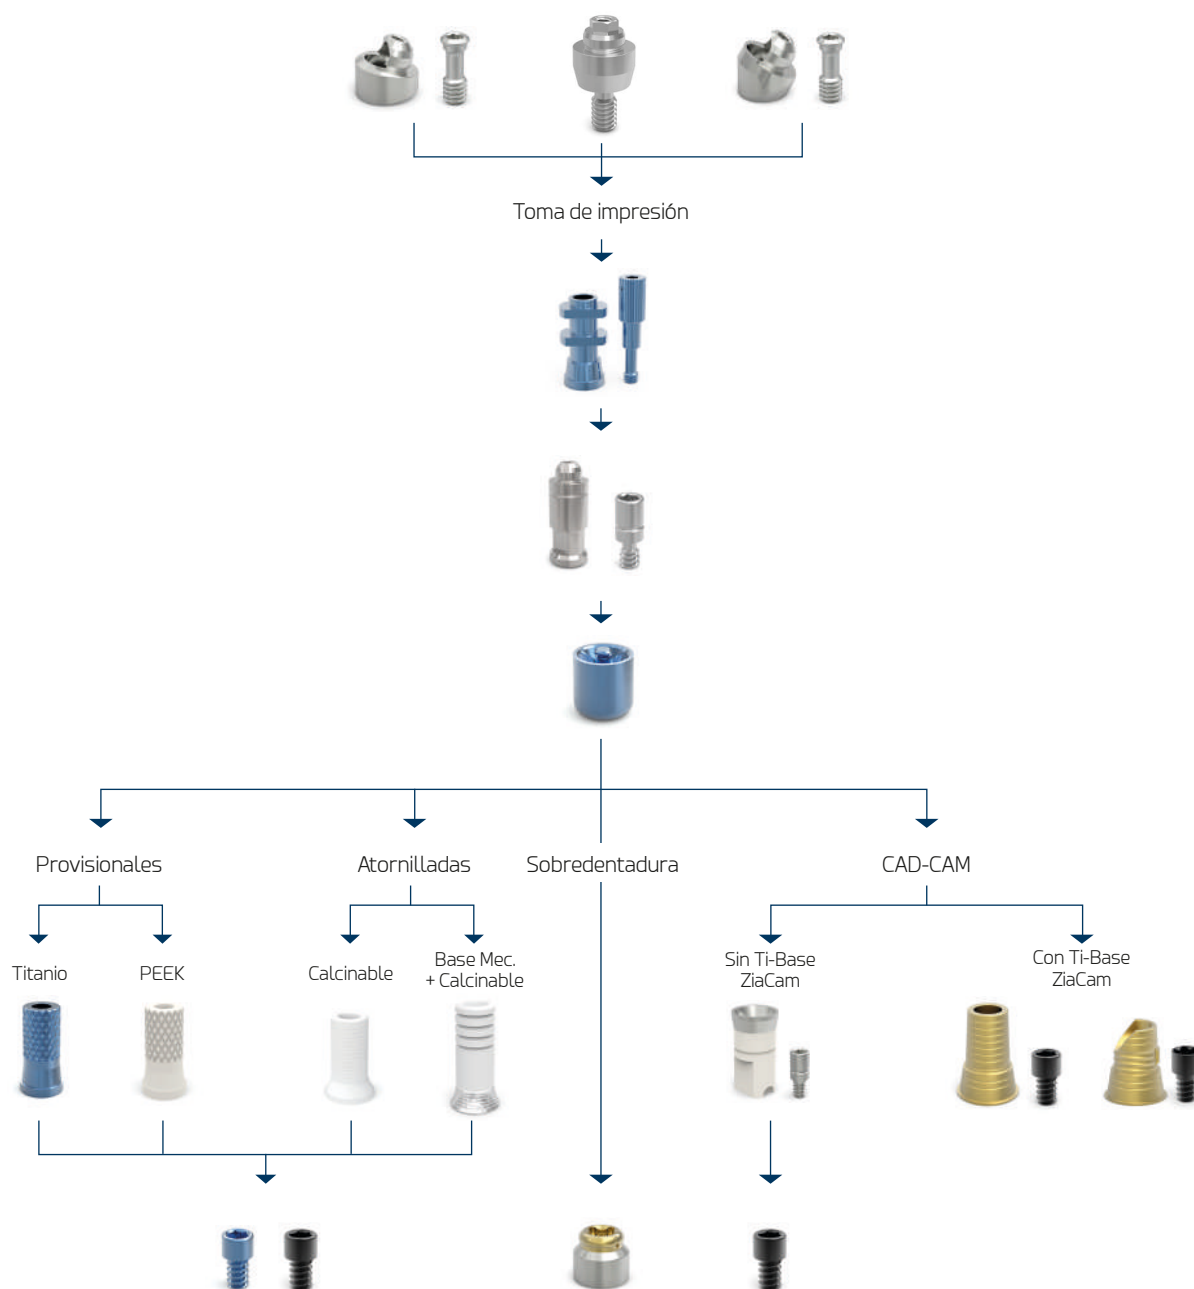 Toma de impresión
Provisionales
Atornilladas
Sobredentadura
CAD-CAM
Titanio
PEEK
Calcinable
Base Mec.
+ Calcinable
Sin Ti-Base
ZiaCam
Con Ti-Base
ZiaCam